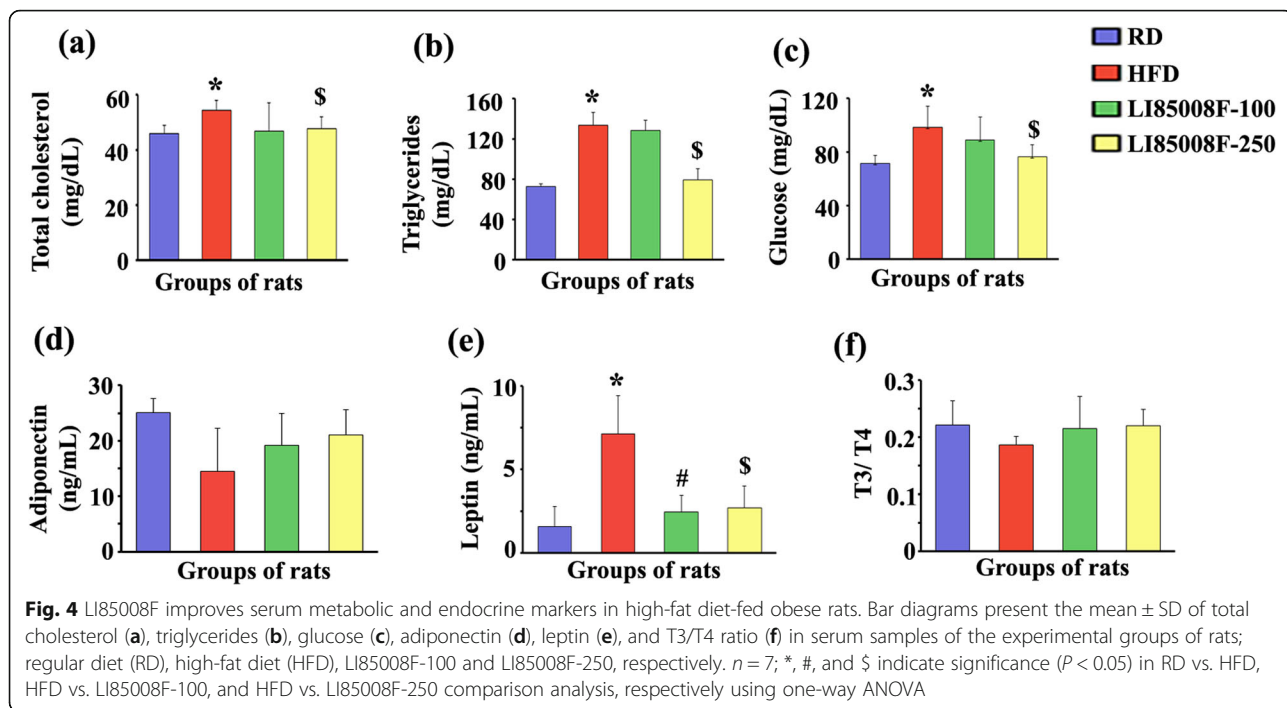 (a)
(b)
(c)
RD
HFD
LI85008F-100
LI85008F-250
Total cholesterol
(mg/dL)
60
40
20
0
*
$
Groups of rats
Triglycerides
(mg/dL)
160
120
80
40
0
*
$
Groups of rats
Glucose (mg/dL)
120
80
40
0
*
$
Groups of rats
(d)
(e)
(f)
Adiponectin
(ng/mL)
30
20
10
0
Groups of rats
Leptin (ng/mL)
10
5
0
*
#
$
Groups of rats
T3/ T4
0.3
0.2
0.1
0
Groups of rats
Fig. 4 LI85008F improves serum metabolic and endocrine markers in high-fat diet-fed obese rats. Bar diagrams present the mean ± SD of total
cholesterol (a), triglycerides (b), glucose (c), adiponectin (d), leptin (e), and T3/T4 ratio (f) in serum samples of the experimental groups of rats;
regular diet (RD), high-fat diet (HFD), LI85008F-100 and LI85008F-250, respectively. n = 7; *, #, and $ indicate significance (P < 0.05) in RD vs. HFD,
HFD vs. LI85008F-100, and HFD vs. LI85008F-250 comparison analysis, respectively using one-way ANOVA